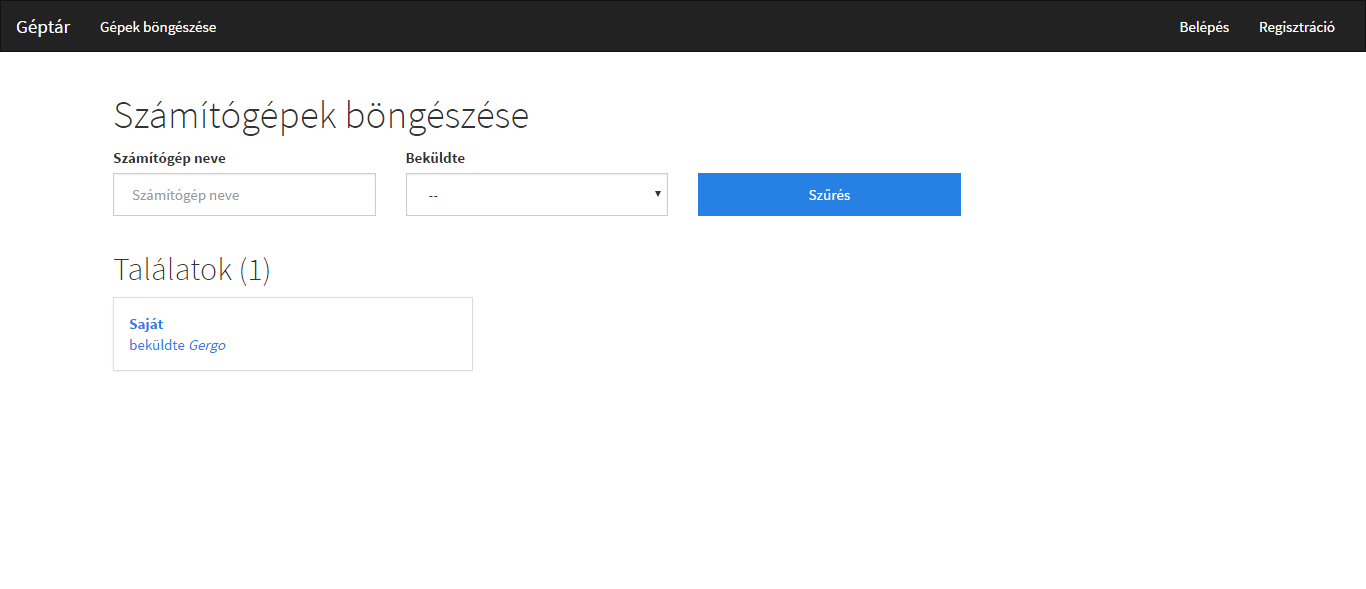 Géptár Gépek böngészése Belépés Regisztráció
Számítógépek böngészése
Számítógép neve Beküldte
Számítógép neve -- Szűrés
Találatok (1)
Saját
beküldte Gergo